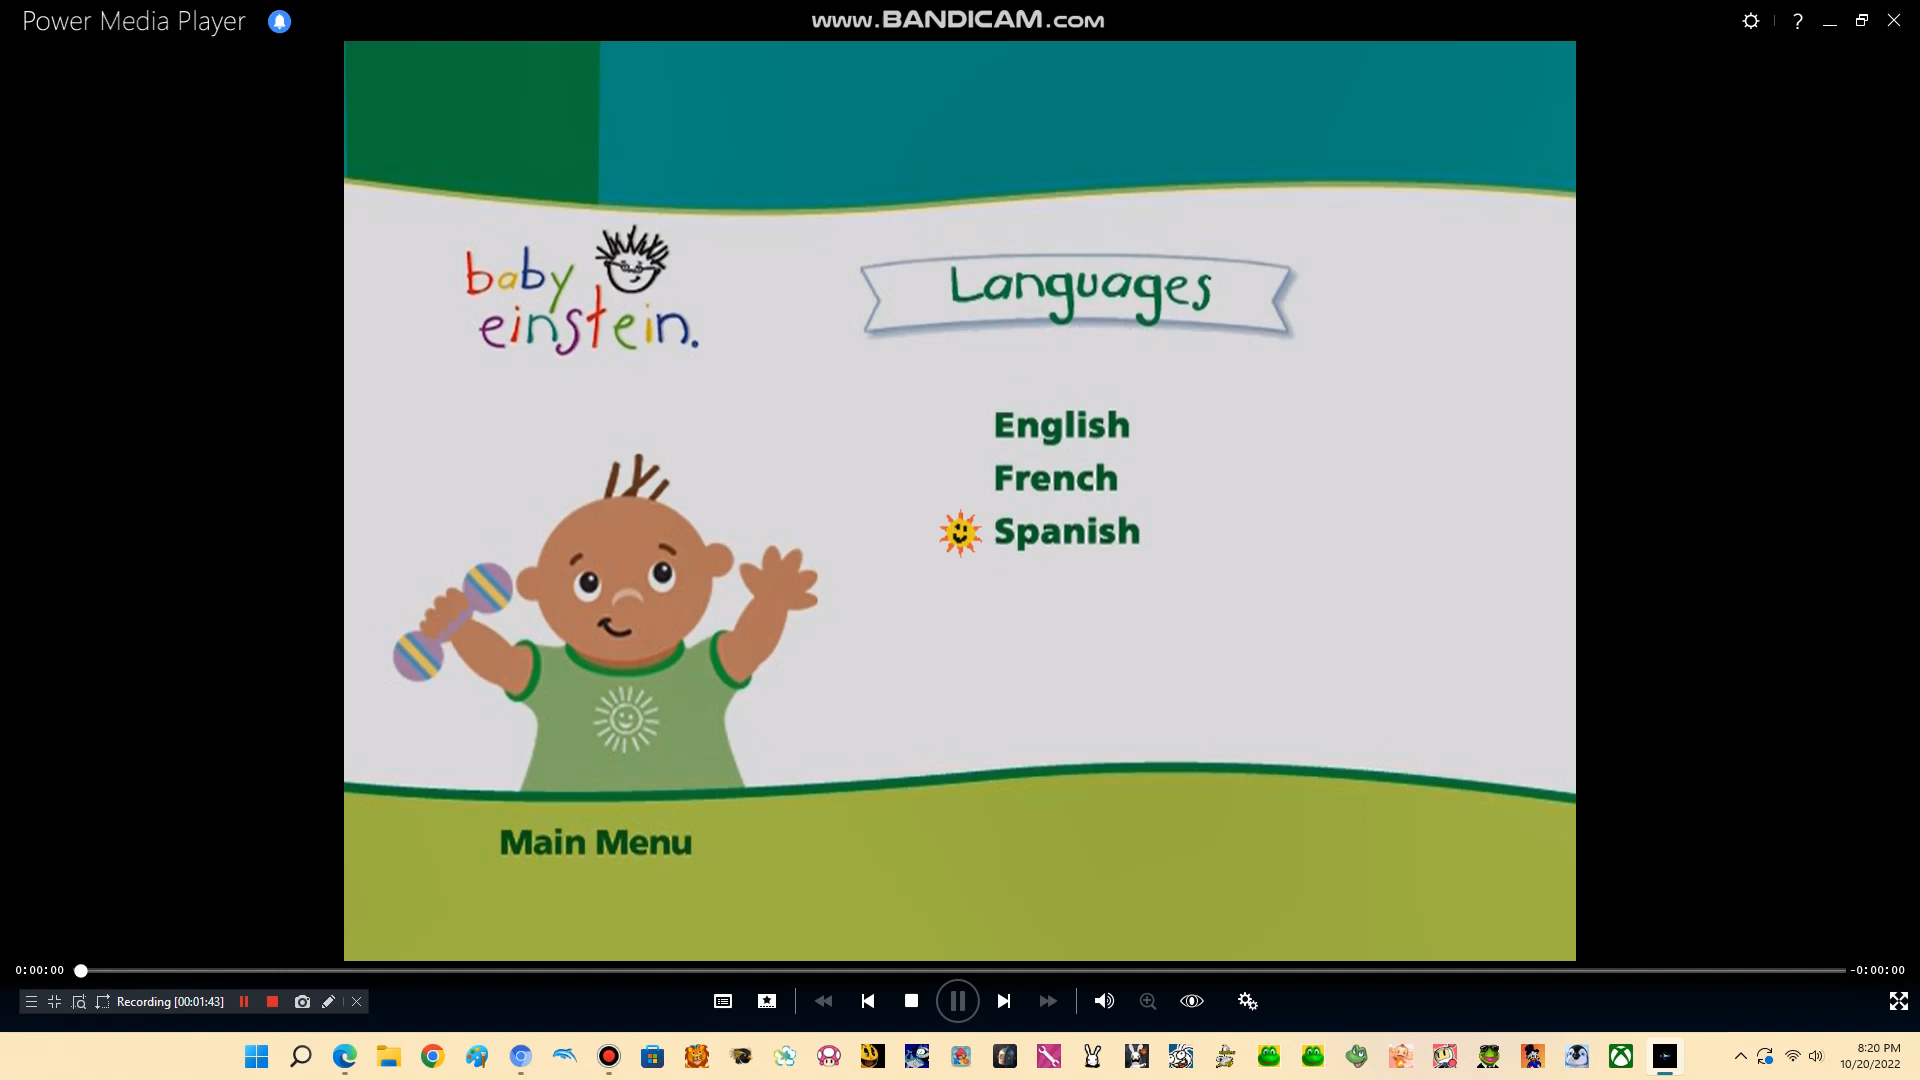 Power Media Player
www.BANDICAM.com
?
baby
einstein.
Languages
English
French
Spanish
Main Menu
0:00:00
-0:00:00
Recording [00:01:43]
8:20 PM
10/20/2022